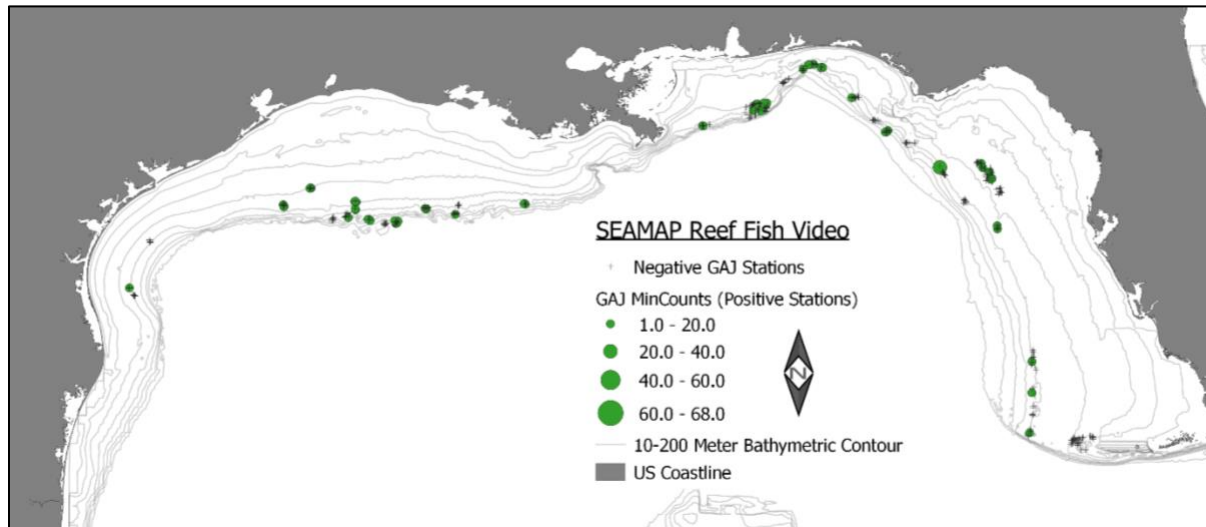 SEAMAP Reef Fish Video
Negative GAJ Stations
GAJ MinCounts (Positive Stations)
1.0 - 20.0
20.0 - 40.0
40.0 - 60.0
60.0 - 68.0
N
10-200 Meter Bathymetric Contour
US Coastline